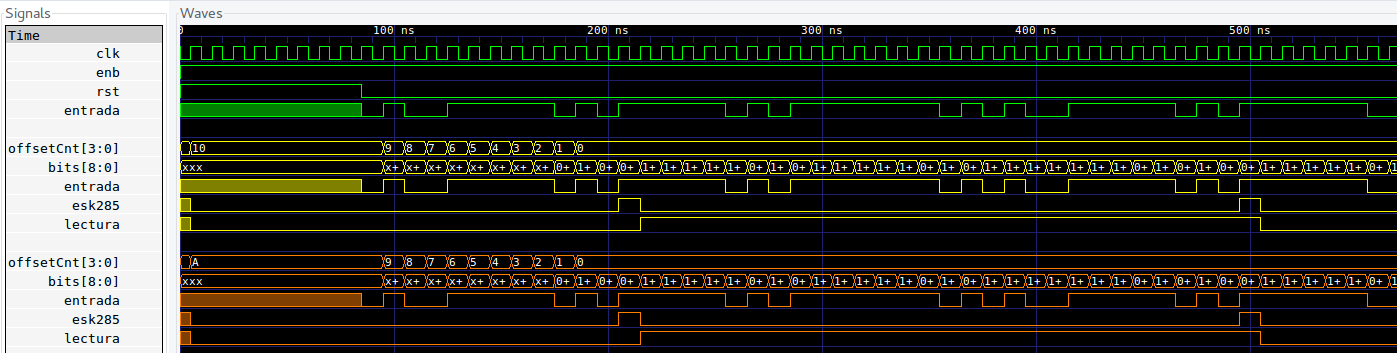 Signals
Waves
Time
0 100 ns 200 ns 300 ns 400 ns 500 ns
clk
enb
rst
entrada
offsetCnt[3:0] 10 9 8 7 6 5 4 3 2 1 0
bits[8:0] xxx x+ x+ x+ x+ x+ x+ x+ x+ 0+ 1+ 0+ 0+ 1+ 1+ 1+ 1+ 1+ 0+ 1+ 0+ 1+ 1+ 1+ 1+ 1+ 1+ 1+ 0+ 1+ 0+ 1+ 0+ 0+ 1+ 1+ 1+ 1+ 1+ 0+ 1+ 0+ 1+ 1+ 1+ 1+ 1+ 0+ 1
entrada
esk285
lectura
offsetCnt[3:0] A 9 8 7 6 5 4 3 2 1 0
bits[8:0] xxx x+ x+ x+ x+ x+ x+ x+ x+ 0+ 1+ 0+ 0+ 1+ 1+ 1+ 1+ 1+ 0+ 1+ 0+ 1+ 1+ 1+ 1+ 1+ 1+ 1+ 0+ 1+ 0+ 1+ 0+ 0+ 1+ 1+ 1+ 1+ 1+ 0+ 1+ 0+ 1+ 1+ 1+ 1+ 1+ 0+ 1
entrada
esk285
lectura